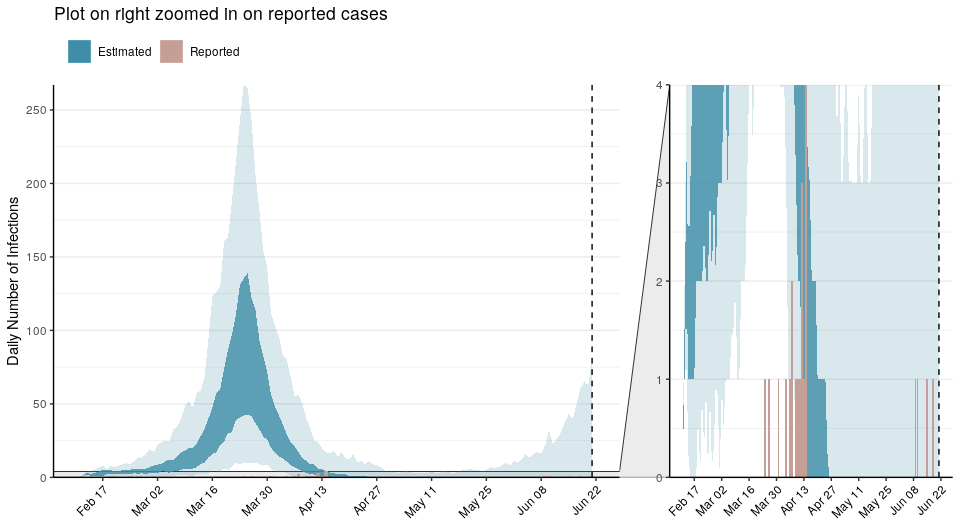 Plot on right zoomed in on reported cases
Estimated Reported
Daily Number of Infections
250
200
150
100
50
0
Feb 17 Mar 02 Mar 16 Mar 30 Apr 13 Apr 27 May 11 May 25 Jun 08 Jun 22
4
3
2
1
0
Feb 17 Mar 02 Mar 16 Mar 30 Apr 13 Apr 27 May 11 May 25 Jun 08 Jun 22